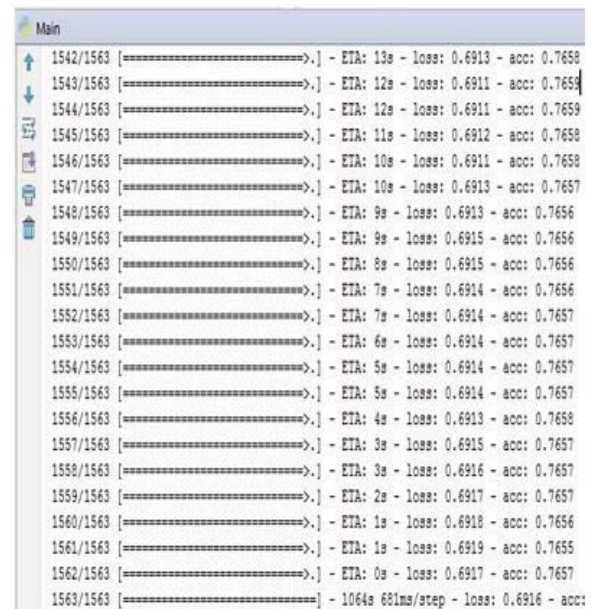 Main
1542/1563 [==============================>.] - ETA: 13s - loss: 0.6913 - acc: 0.7658
1543/1563 [==============================>.] - ETA: 12s - loss: 0.6911 - acc: 0.7659
1544/1563 [==============================>.] - ETA: 12s - loss: 0.6911 - acc: 0.7659
1545/1563 [==============================>.] - ETA: 11s - loss: 0.6912 - acc: 0.7658
1546/1563 [==============================>.] - ETA: 10s - loss: 0.6911 - acc: 0.7658
1547/1563 [==============================>.] - ETA: 10s - loss: 0.6913 - acc: 0.7657
1548/1563 [==============================>.] - ETA: 9s - loss: 0.6913 - acc: 0.7656
1549/1563 [==============================>.] - ETA: 9s - loss: 0.6915 - acc: 0.7656
1550/1563 [==============================>.] - ETA: 8s - loss: 0.6915 - acc: 0.7656
1551/1563 [==============================>.] - ETA: 7s - loss: 0.6914 - acc: 0.7656
1552/1563 [==============================>.] - ETA: 7s - loss: 0.6914 - acc: 0.7657
1553/1563 [==============================>.] - ETA: 6s - loss: 0.6914 - acc: 0.7657
1554/1563 [==============================>.] - ETA: 5s - loss: 0.6914 - acc: 0.7657
1555/1563 [==============================>.] - ETA: 5s - loss: 0.6914 - acc: 0.7657
1556/1563 [==============================>.] - ETA: 4s - loss: 0.6913 - acc: 0.7658
1557/1563 [==============================>.] - ETA: 3s - loss: 0.6915 - acc: 0.7657
1558/1563 [==============================>.] - ETA: 3s - loss: 0.6916 - acc: 0.7657
1559/1563 [==============================>.] - ETA: 2s - loss: 0.6917 - acc: 0.7657
1560/1563 [==============================>.] - ETA: 1s - loss: 0.6918 - acc: 0.7656
1561/1563 [==============================>.] - ETA: 1s - loss: 0.6919 - acc: 0.7655
1562/1563 [==============================>.] - ETA: 0s - loss: 0.6917 - acc: 0.7657
1563/1563 [================================] - 1064s 681ms/step - loss: 0.6916 - acc: